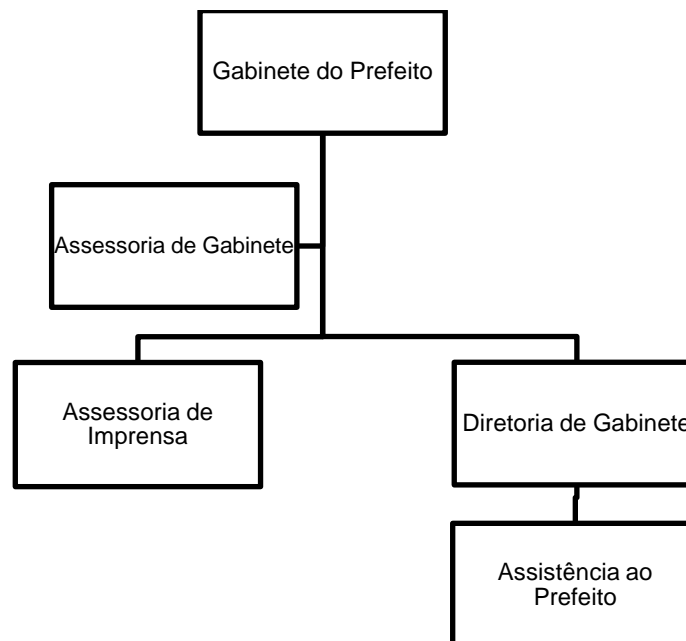 Gabinete do Prefeito
Assessoria de Gabinete
Assessoria de
Imprensa
Diretoria de Gabinete
Assistência ao
Prefeito